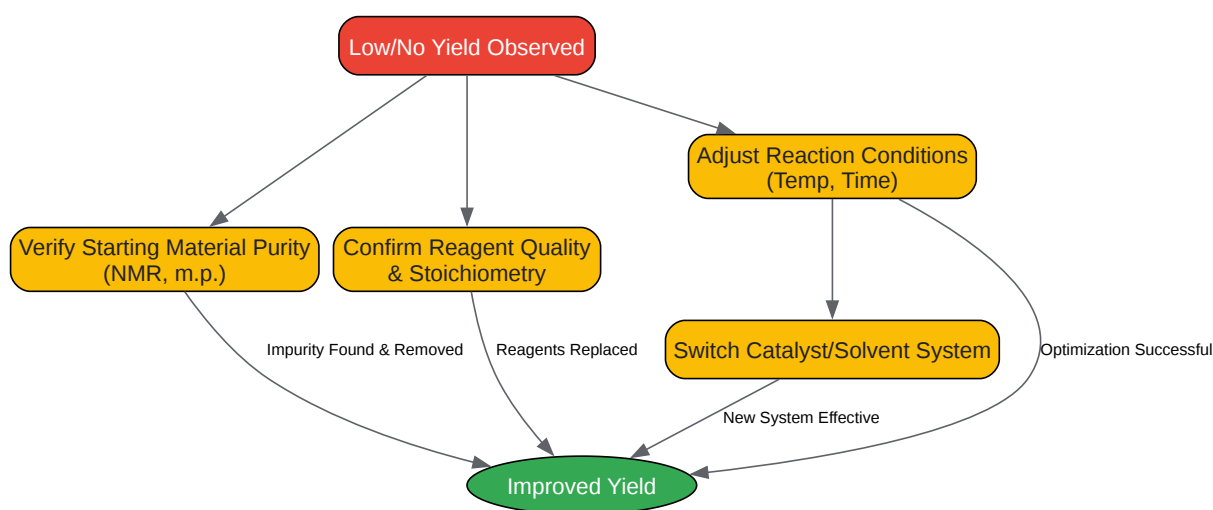 Low/No Yield Observed
Adjust Reaction Conditions
(Temp, Time)
Verify Starting Material Purity
(NMR, m.p.)
Confirm Reagent Quality
& Stoichiometry
Impurity Found & Removed
Reagents Replaced
Switch Catalyst/Solvent System
Optimization Successful
New System Effective
Improved Yield